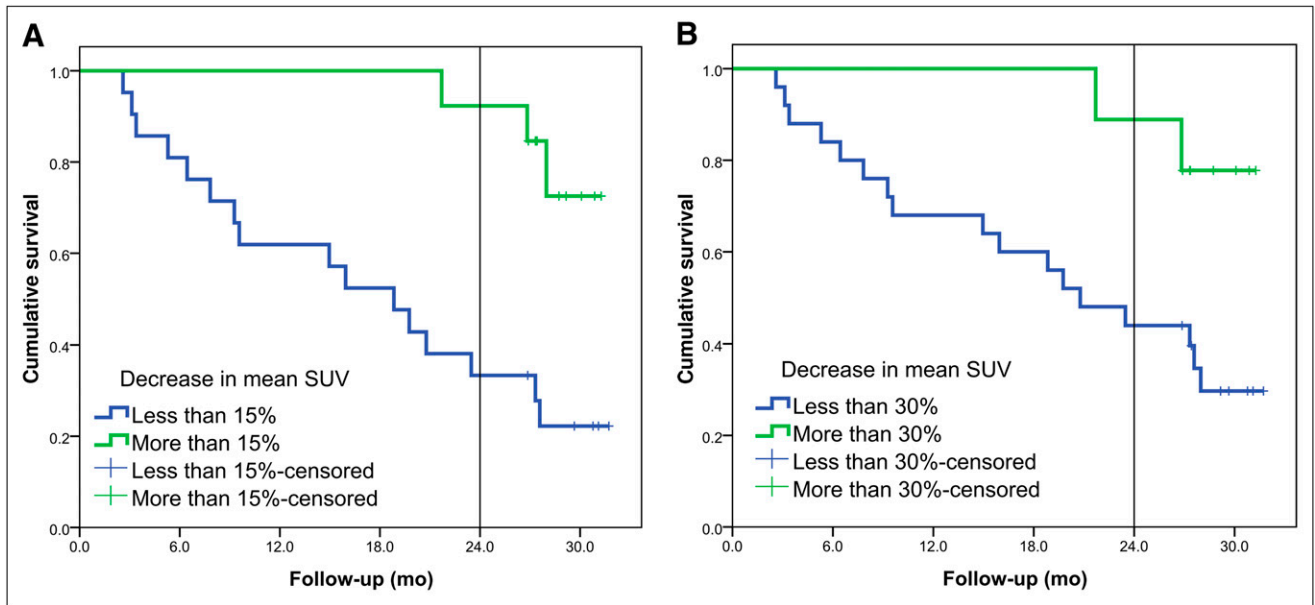 A
Cumulative survival
1.0
0.8
0.6
0.4
0.2
0.0
Decrease in mean SUV
Less than 15%
More than 15%
Less than 15%-censored
More than 15%-censored
0.0 6.0 12.0 18.0 24.0 30.0
Follow-up (mo)
B
Cumulative survival
1.0
0.8
0.6
0.4
0.2
0.0
Decrease in mean SUV
Less than 30%
More than 30%
Less than 30%-censored
More than 30%-censored
0.0 6.0 12.0 18.0 24.0 30.0
Follow-up (mo)